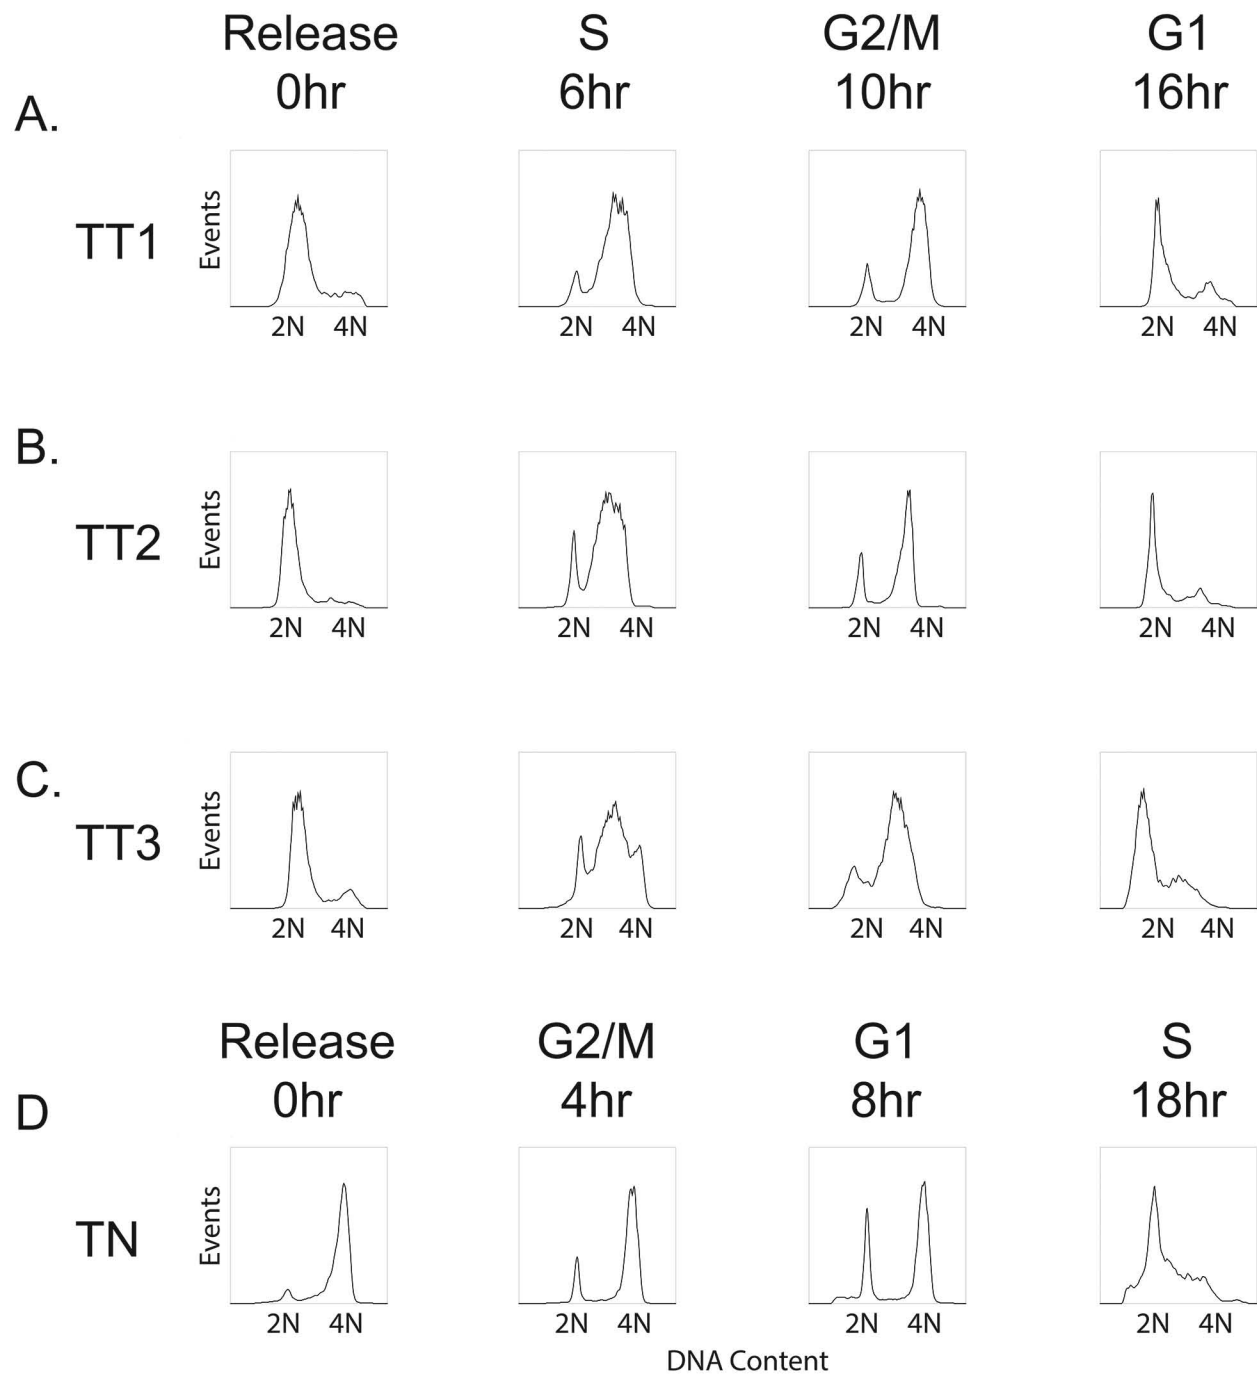 Release S G2/M G1
0hr 6hr 10hr 16hr
A.
TT1
Events
2N 4N 2N 4N 2N 4N 2N 4N
B.
TT2
Events
2N 4N 2N 4N 2N 4N 2N 4N
C.
TT3
Events
2N 4N 2N 4N 2N 4N 2N 4N
Release G2/M G1 S
0hr 4hr 8hr 18hr
D
TN
Events
2N 4N 2N 4N 2N 4N 2N 4N
DNA Content